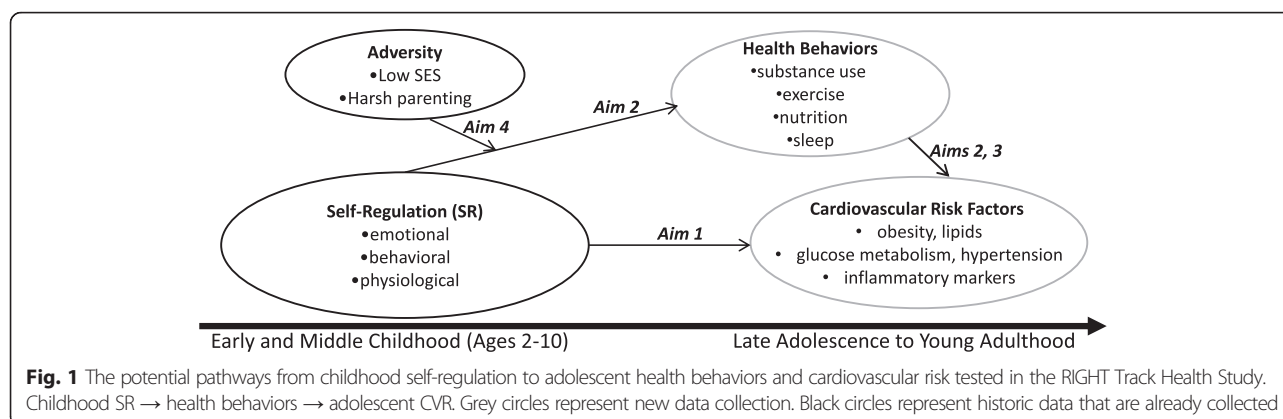 Adversity
•Low SES
•Harsh parenting
Health Behaviors
•substance use
•exercise
•nutrition
•sleep
Aim 2
Aim 4
Aims 2, 3
Self-Regulation (SR)
•emotional
•behavioral
•physiological
Aim 1
Cardiovascular Risk Factors
• obesity, lipids
• glucose metabolism, hypertension
• inflammatory markers
Early and Middle Childhood (Ages 2-10)
Late Adolescence to Young Adulthood
Fig. 1 The potential pathways from childhood self-regulation to adolescent health behaviors and cardiovascular risk tested in the RIGHT Track Health Study.
Childhood SR → health behaviors → adolescent CVR. Grey circles represent new data collection. Black circles represent historic data that are already collected